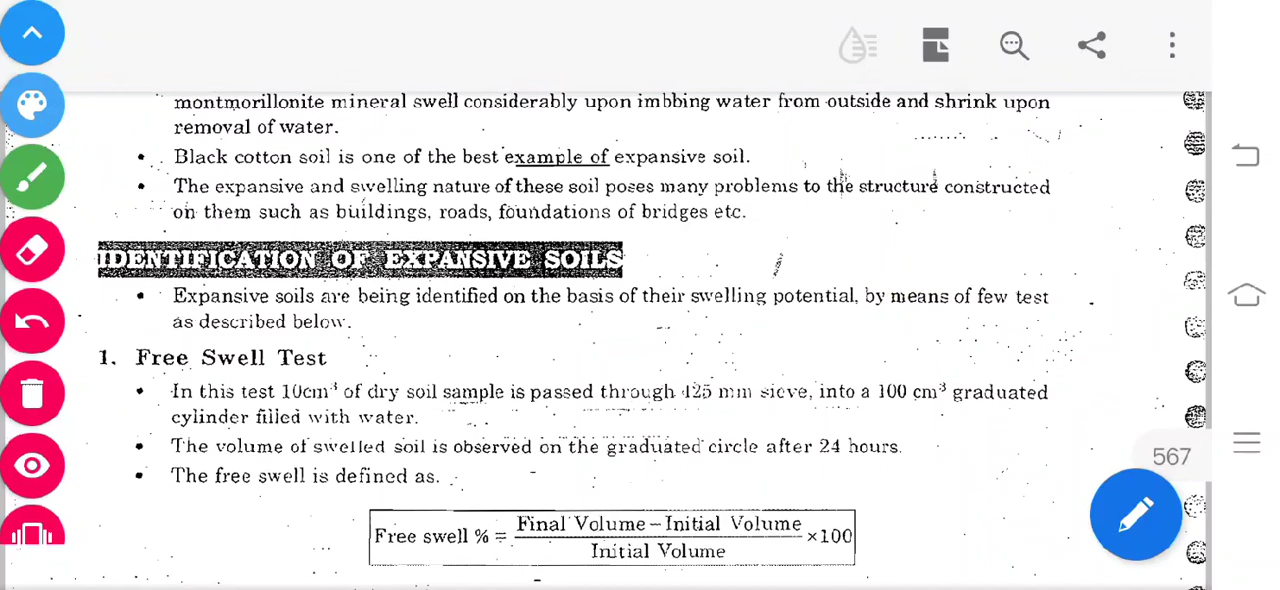 montmorillonite mineral swell considerably upon imbbing water from outside and shrink upon
removal of water.
• Black cotton soil is one of the best example of expansive soil.
• The expansive and swelling nature of these soil poses many problems to the structure constructed
on them such as buildings, roads, foundations of bridges etc.
IDENTIFICATION OF EXPANSIVE SOILS
• Expansive soils are being identified on the basis of their swelling potential, by means of few test
as described below.
1. Free Swell Test
• In this test 10cm³ of dry soil sample is passed through 425 mm sieve, into a 100 cm³ graduated
cylinder filled with water.
• The volume of swelled soil is observed on the graduated circle after 24 hours.
• The free swell is defined as.
Free swell % = Final Volume – Initial Volume / Initial Volume ×100
567